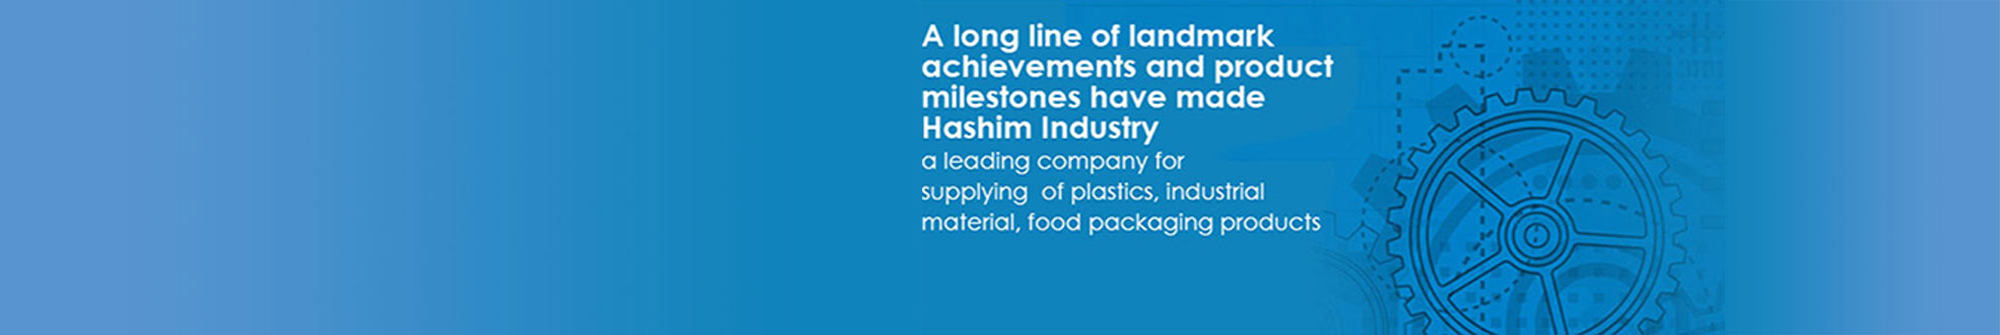 A long line of landmark
achievements and product
milestones have made
Hashim Industry
a leading company for
supplying  of plastics, industrial
material, food packaging products